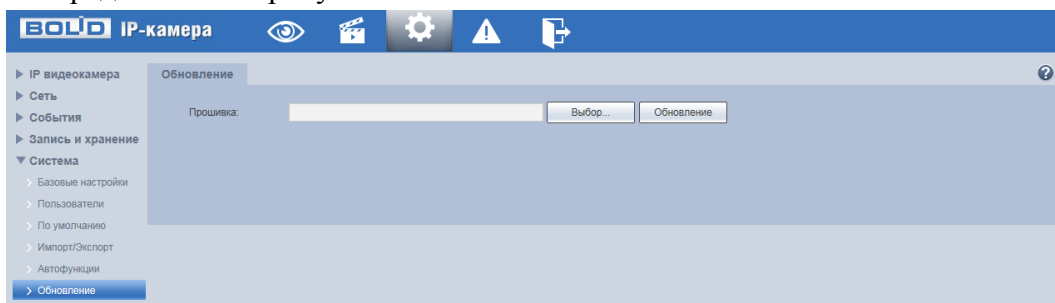 BOLID IP-камера
IP видеокамера
Сеть
События
Запись и хранение
Система
Базовые настройки
Пользователи
По умолчанию
Импорт/Экспорт
Автофункции
Обновление
Обновление
Прошивка:
Выбор...
Обновление